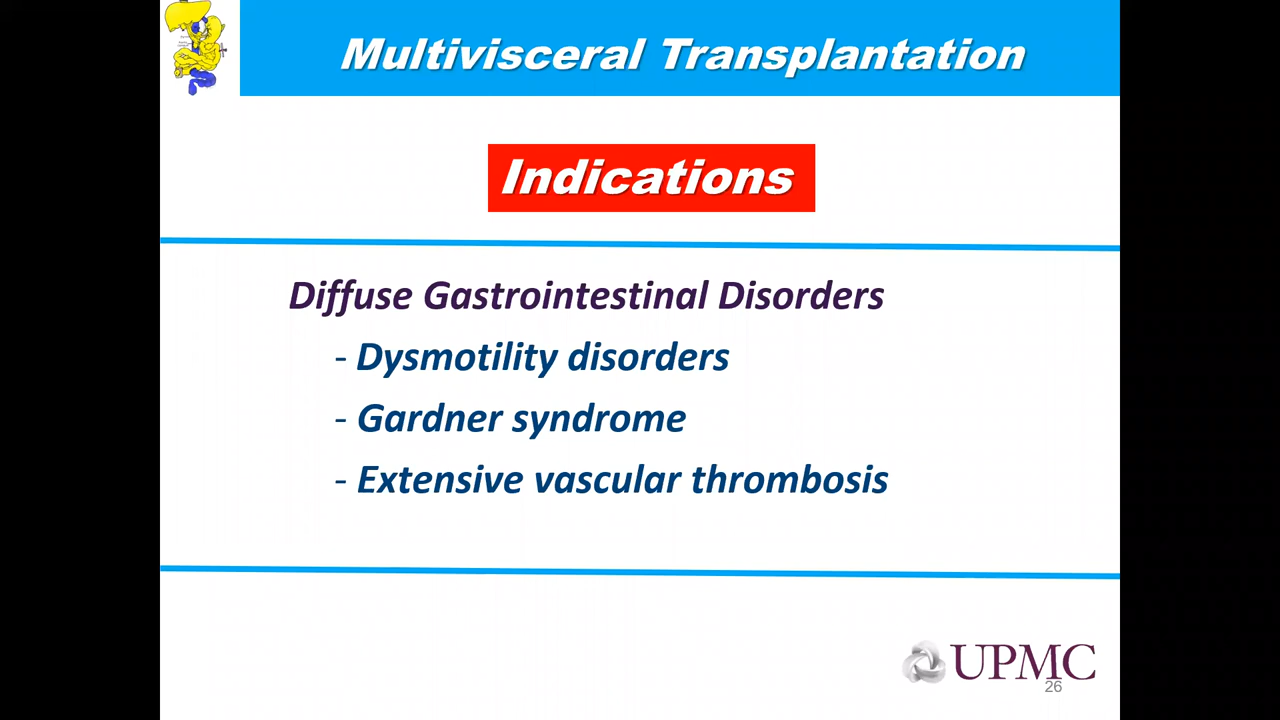 Multivisceral Transplantation
Indications
Diffuse Gastrointestinal Disorders
- Dysmotility disorders
- Gardner syndrome
- Extensive vascular thrombosis
UPMC
26